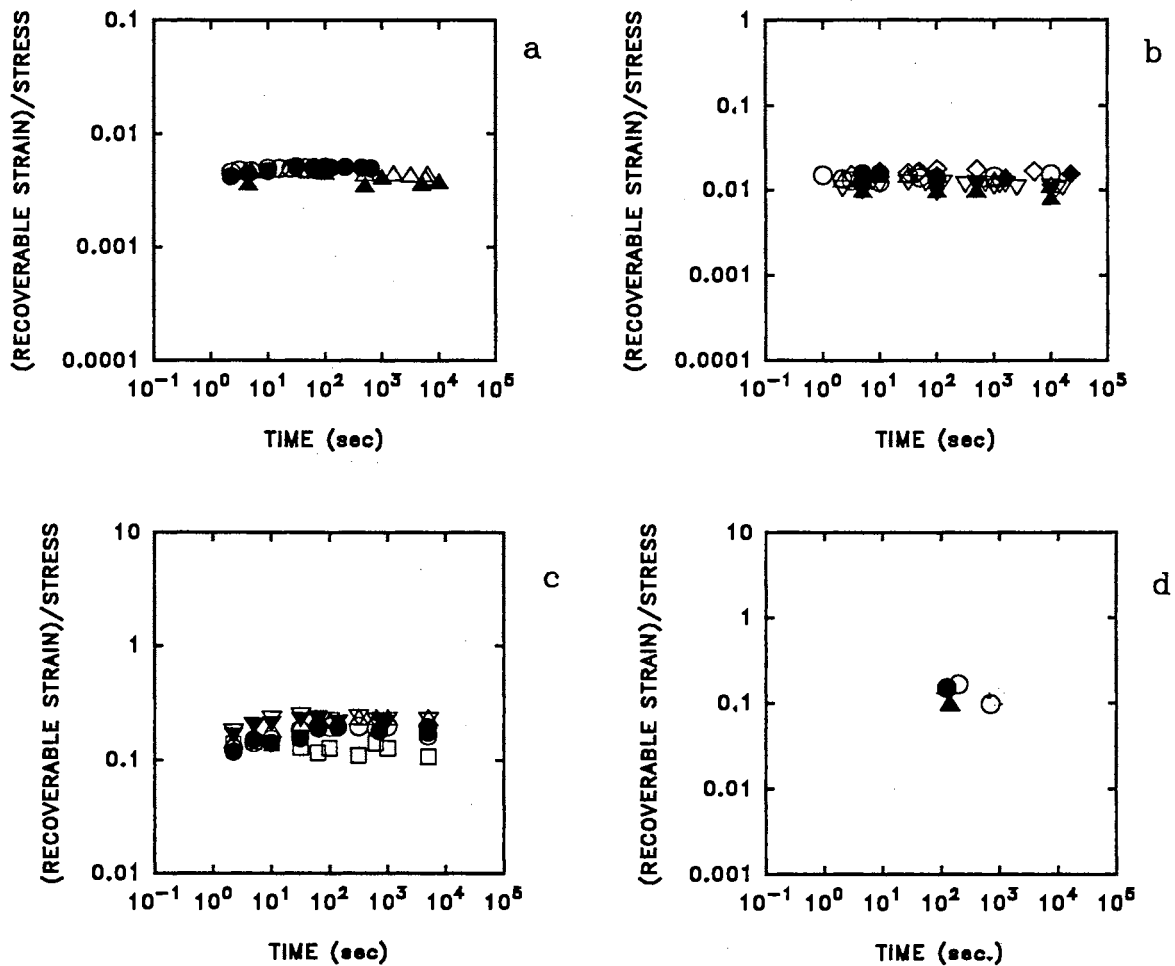 a
(RECOVERABLE STRAIN)/STRESS
0.1
0.01
0.001
0.0001
10⁻¹ 10⁰ 10¹ 10² 10³ 10⁴ 10⁵
TIME (sec)
b
(RECOVERABLE STRAIN)/STRESS
1
0.1
0.01
0.001
0.0001
10⁻¹ 10⁰ 10¹ 10² 10³ 10⁴ 10⁵
TIME (sec)
c
(RECOVERABLE STRAIN)/STRESS
10
1
0.1
0.01
10⁻¹ 10⁰ 10¹ 10² 10³ 10⁴ 10⁵
TIME (sec)
d
(RECOVERABLE STRAIN)/STRESS
10
1
0.1
0.01
0.001
10⁻¹ 10⁰ 10¹ 10² 10³ 10⁴ 10⁵
TIME (sec.)